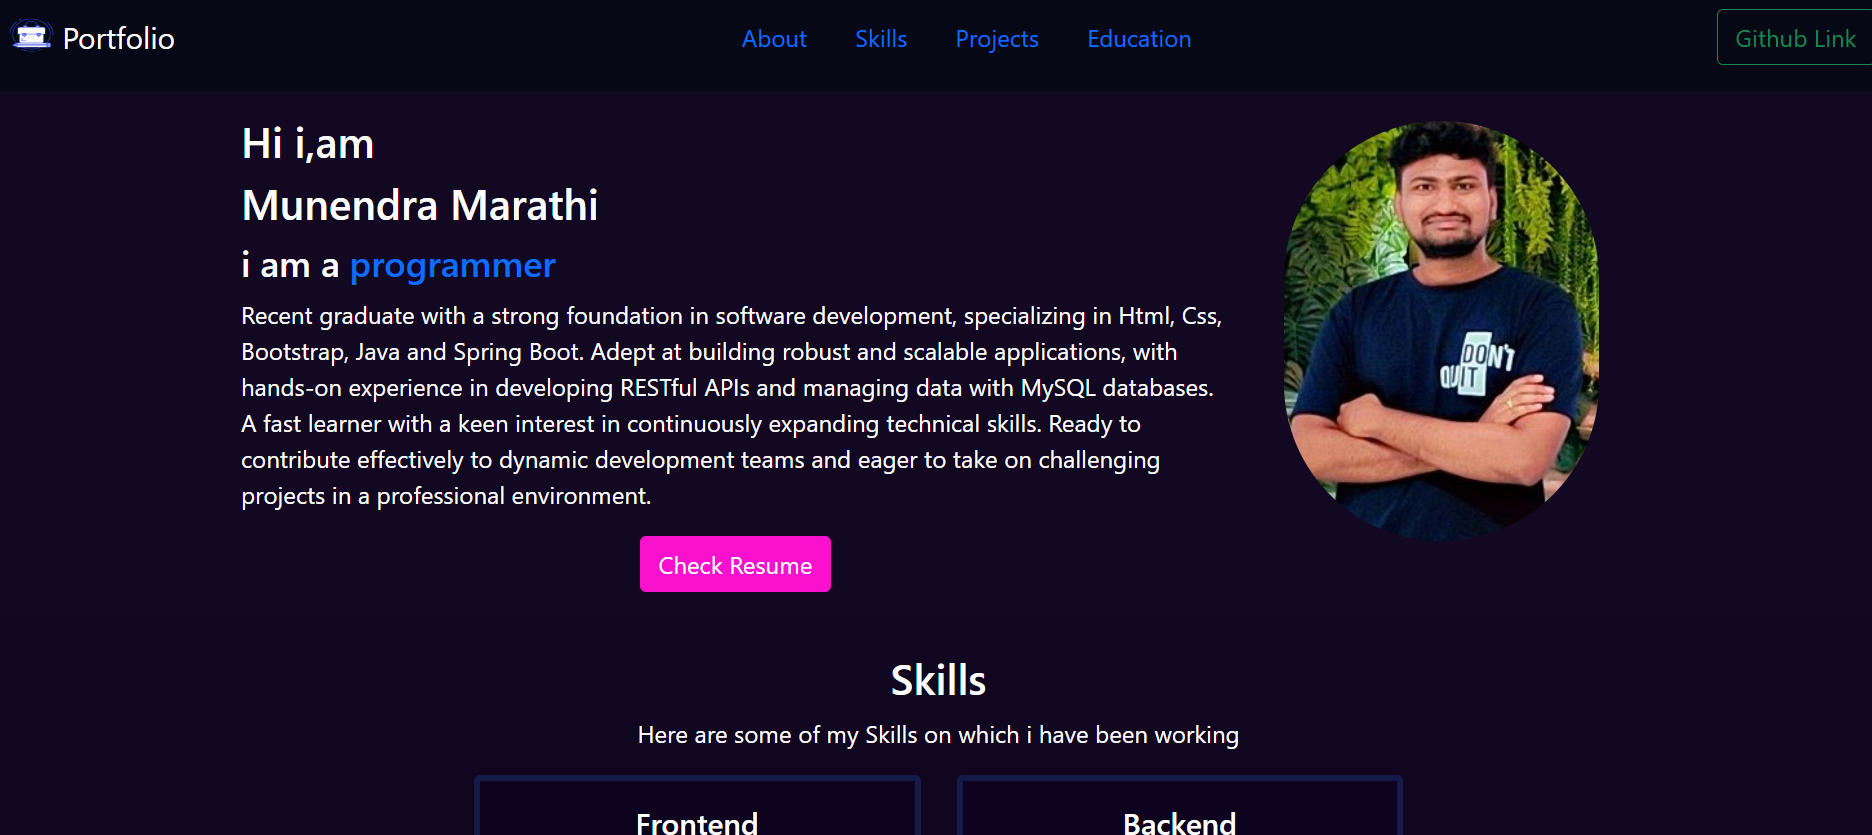 Portfolio
About Skills Projects Education
Github Link
Hi i,am
Munendra Marathi
i am a programmer
Recent graduate with a strong foundation in software development, specializing in Html, Css,
Bootstrap, Java and Spring Boot. Adept at building robust and scalable applications, with
hands-on experience in developing RESTful APIs and managing data with MySQL databases.
A fast learner with a keen interest in continuously expanding technical skills. Ready to
contribute effectively to dynamic development teams and eager to take on challenging
projects in a professional environment.
DON'T
QUIT
Check Resume
Skills
Here are some of my Skills on which i have been working
Frontend
Backend